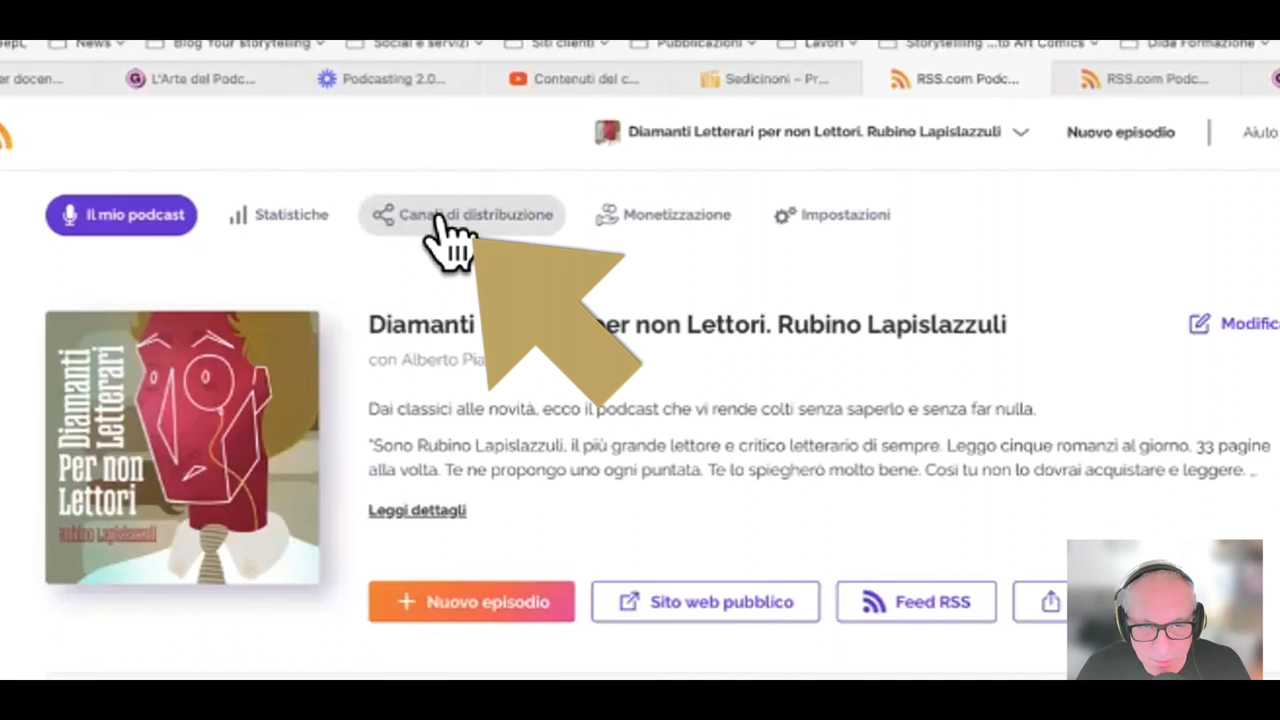 News
Blog Your storytelling
Social e servizi
Siti clienti
Pubblicazioni
Lavori
Storytelling ...to Art Comics
Dida Formazione
er docen...
L'Arte del Podc...
Podcasting 2.0...
Contenuti del c...
Sedicinoni – Pr...
RSS.com Podc...
RSS.com Podc...
Diamanti Letterari per non Lettori. Rubino Lapislazzuli
Nuovo episodio
Aiuto
Il mio podcast
Statistiche
Canali di distribuzione
Monetizzazione
Impostazioni
Diamanti
Letterari
Per non
Lettori
Rubino Lapislazzuli
Diamanti per non Lettori. Rubino Lapislazzuli
Modifica
con Alberto Pia
Dai classici alle novità, ecco il podcast che vi rende colti senza saperlo e senza far nulla.
"Sono Rubino Lapislazzuli, il più grande lettore e critico letterario di sempre. Leggo cinque romanzi al giorno, 33 pagine
alla volta. Te ne propongo uno ogni puntata. Te lo spiegherò molto bene. Così tu non lo dovrai acquistare e leggere. ...
Leggi dettagli
+ Nuovo episodio
Sito web pubblico
Feed RSS